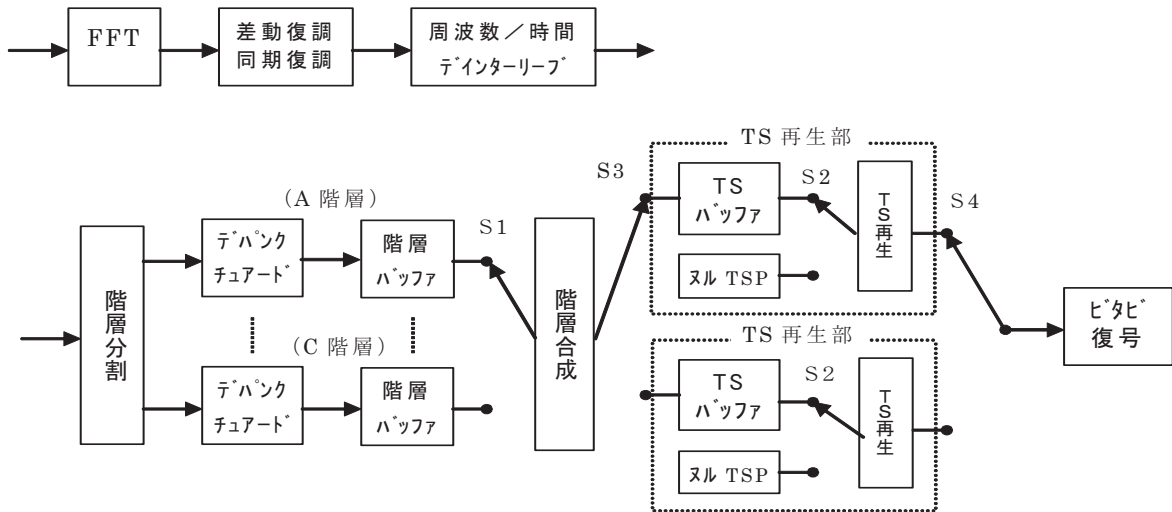 FFT
差動復調
同期復調
周波数／時間
デインターリーブ
TS 再生部
S3
TS
バッファ
S2
TS再生
S4
ヌル TSP
(A 階層)
S1
階層分割
デパンク
チュアード
階層
バッファ
階層合成
ビタビ
復号
(C 階層)
デパンク
チュアード
階層
バッファ
TS 再生部
TS
バッファ
S2
TS再生
ヌル TSP